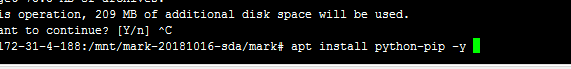 is operation, 209 MB of additional disk space will be used.
ant to continue? [Y/n] ^C
172-31-4-188:/mnt/mark-20181016-sda/mark# apt install python-pip -y